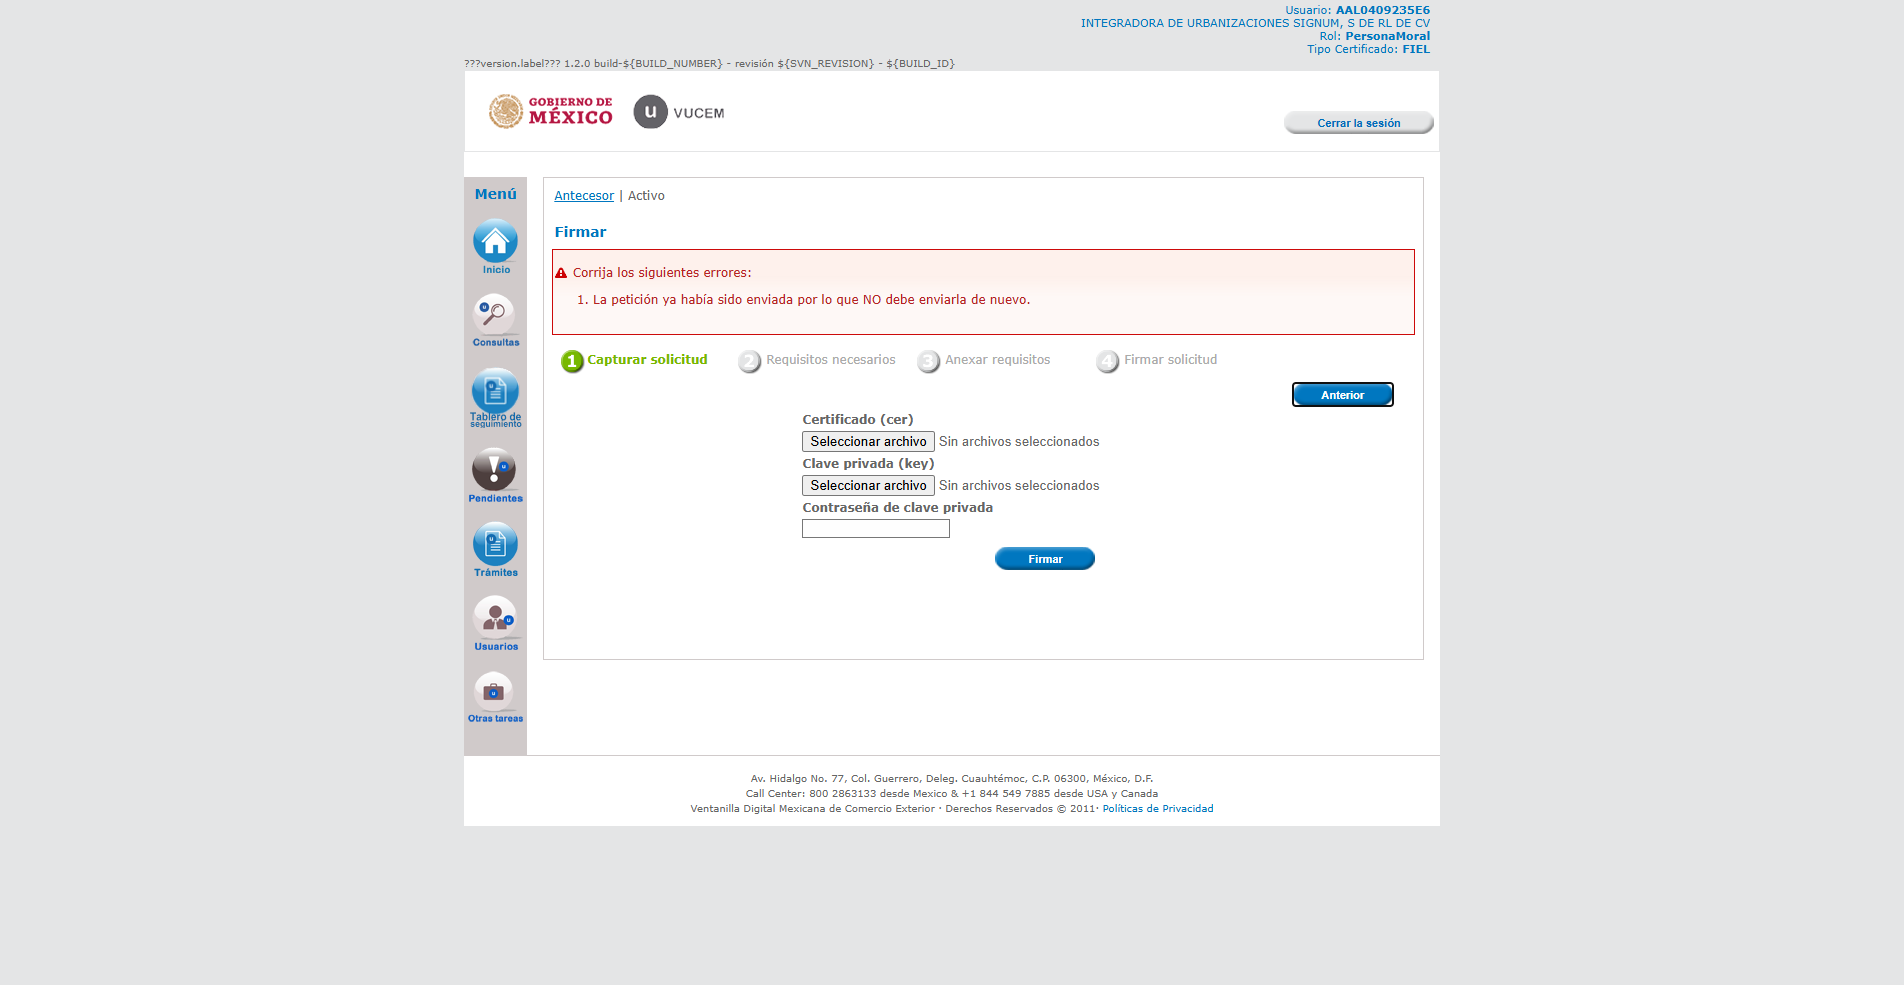 Usuario: AAL0409235E6
INTEGRADORA DE URBANIZACIONES SIGNUM, S DE RL DE CV
Rol: PersonaMoral
Tipo Certificado: FIEL
???version.label??? 1.2.0 build-${BUILD_NUMBER} - revisión ${SVN_REVISION} - ${BUILD_ID}
GOBIERNO DE
MÉXICO
u VUCEM
Cerrar la sesión
Menú
Inicio
Consultas
Tablero de
seguimiento
Pendientes
Trámites
Usuarios
Otras tareas
Antecesor | Activo
Firmar
Corrija los siguientes errores:
1. La petición ya había sido enviada por lo que NO debe enviarla de nuevo.
1 Capturar solicitud 2 Requisitos necesarios 3 Anexar requisitos 4 Firmar solicitud
Anterior
Certificado (cer)
Seleccionar archivo Sin archivos seleccionados
Clave privada (key)
Seleccionar archivo Sin archivos seleccionados
Contraseña de clave privada
Firmar
Av. Hidalgo No. 77, Col. Guerrero, Deleg. Cuauhtémoc, C.P. 06300, México, D.F.
Call Center: 800 2863133 desde Mexico & +1 844 549 7885 desde USA y Canada
Ventanilla Digital Mexicana de Comercio Exterior · Derechos Reservados © 2011· Políticas de Privacidad